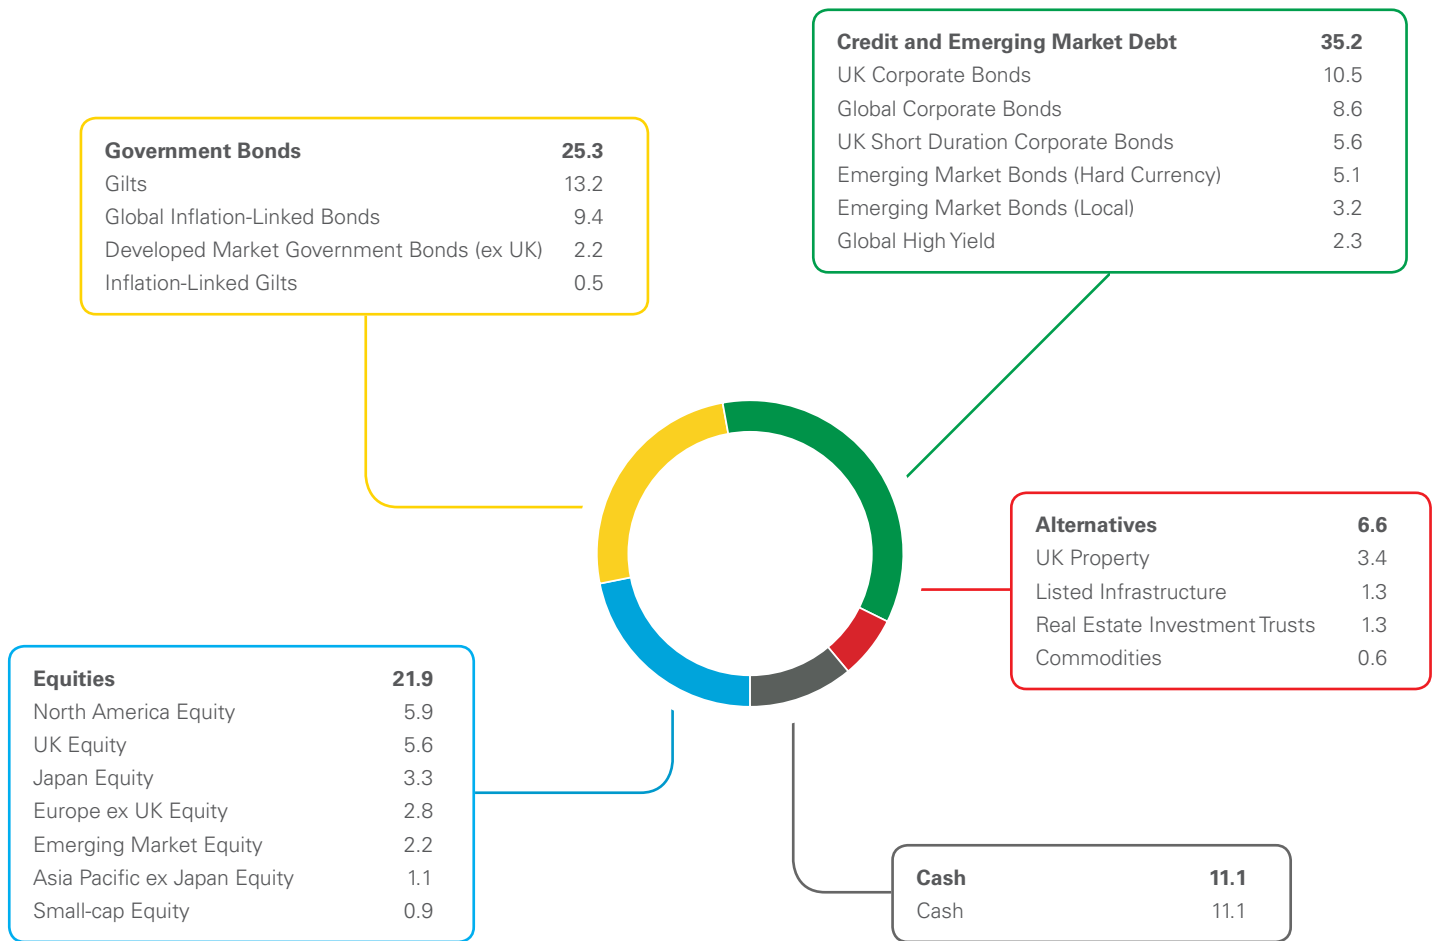 Credit and Emerging Market Debt 35.2
UK Corporate Bonds 10.5
Global Corporate Bonds 8.6
UK Short Duration Corporate Bonds 5.6
Emerging Market Bonds (Hard Currency) 5.1
Emerging Market Bonds (Local) 3.2
Global High Yield 2.3
Government Bonds 25.3
Gilts 13.2
Global Inflation-Linked Bonds 9.4
Developed Market Government Bonds (ex UK) 2.2
Inflation-Linked Gilts 0.5
Alternatives 6.6
UK Property 3.4
Listed Infrastructure 1.3
Real Estate Investment Trusts 1.3
Commodities 0.6
Equities 21.9
North America Equity 5.9
UK Equity 5.6
Japan Equity 3.3
Europe ex UK Equity 2.8
Emerging Market Equity 2.2
Asia Pacific ex Japan Equity 1.1
Small-cap Equity 0.9
Cash 11.1
Cash 11.1